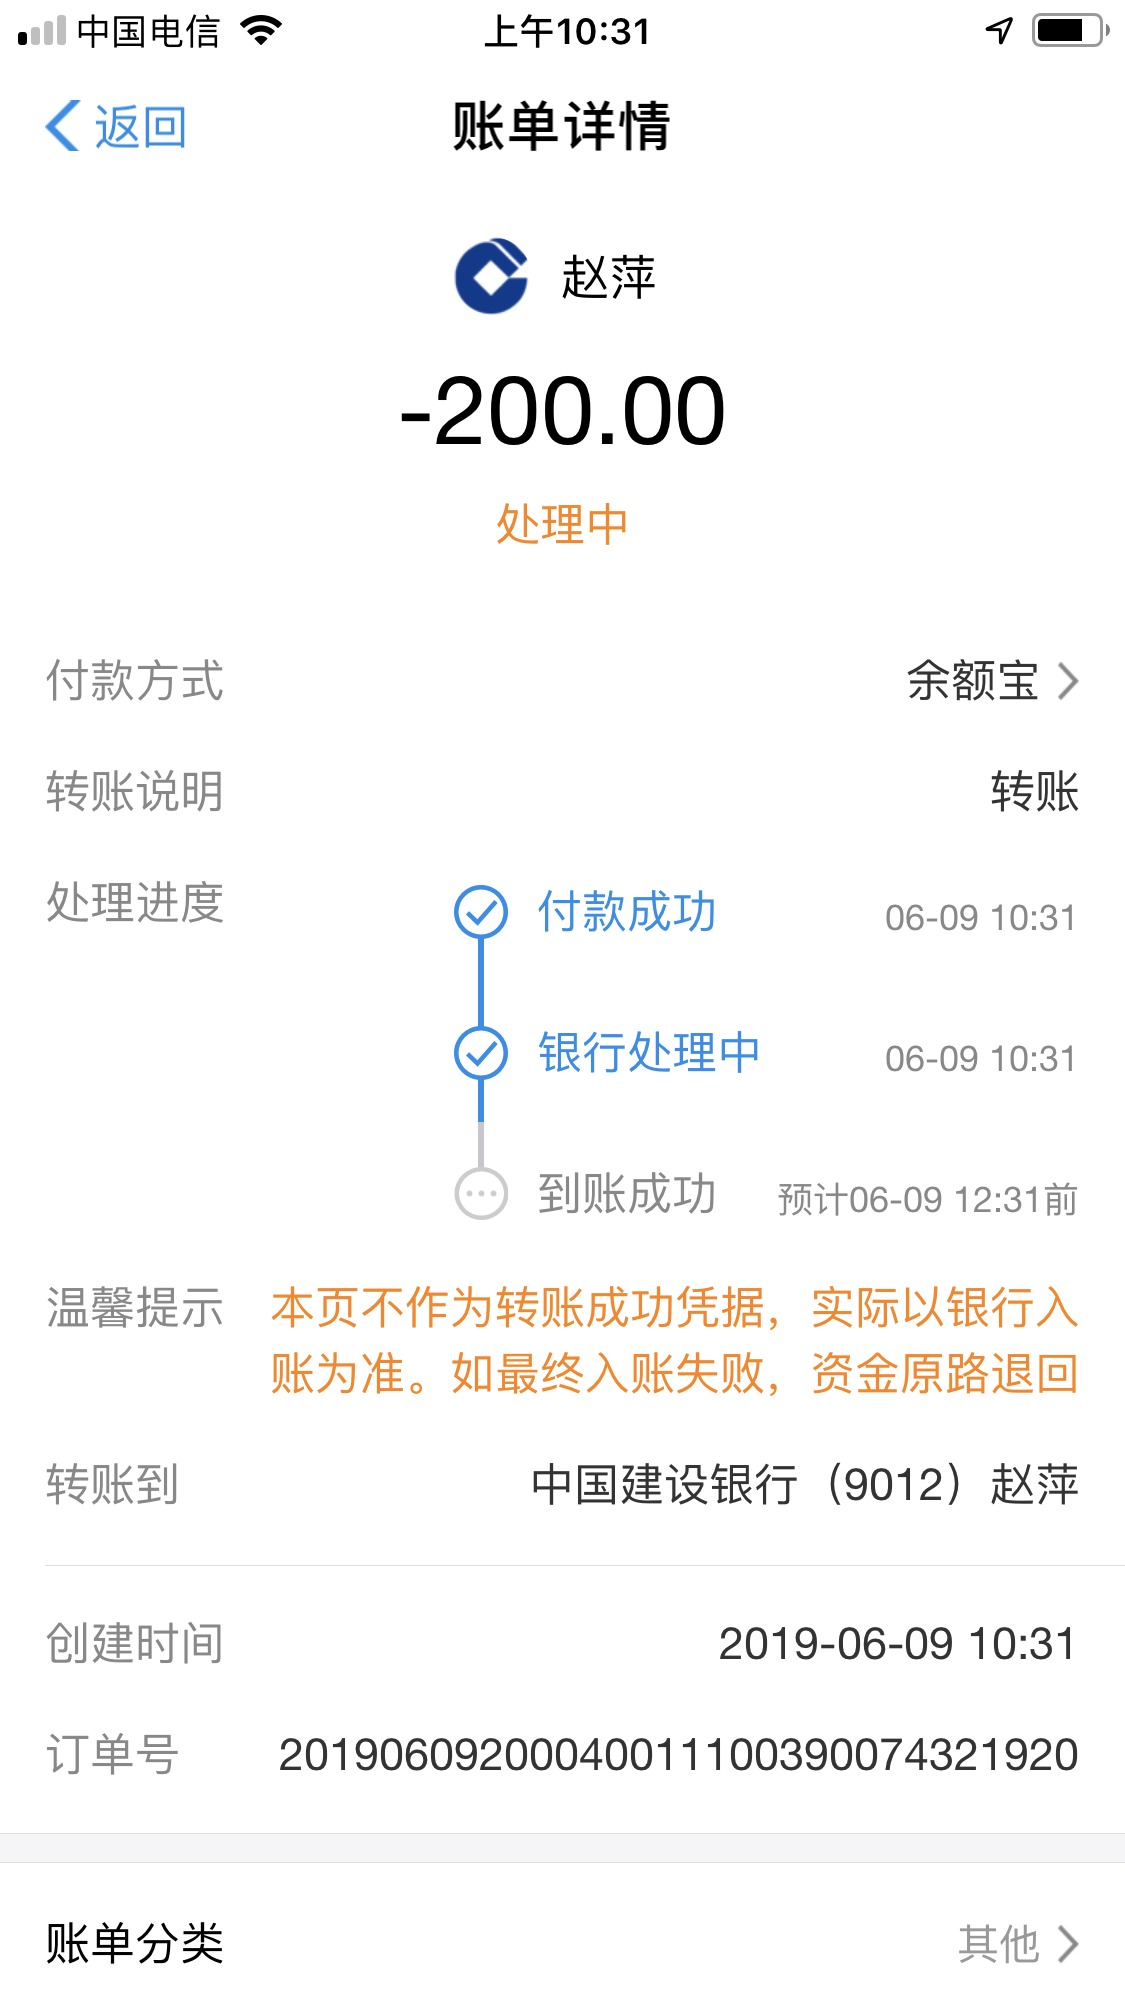 中国电信 上午10:31
返回 账单详情
赵萍
-200.00
处理中
付款方式 余额宝
转账说明 转账
处理进度 付款成功 06-09 10:31
银行处理中 06-09 10:31
到账成功 预计06-09 12:31前
温馨提示 本页不作为转账成功凭据，实际以银行入
账为准。如最终入账失败，资金原路退回
转账到 中国建设银行（9012）赵萍
创建时间 2019-06-09 10:31
订单号 20190609200040011100390074321920
账单分类 其他